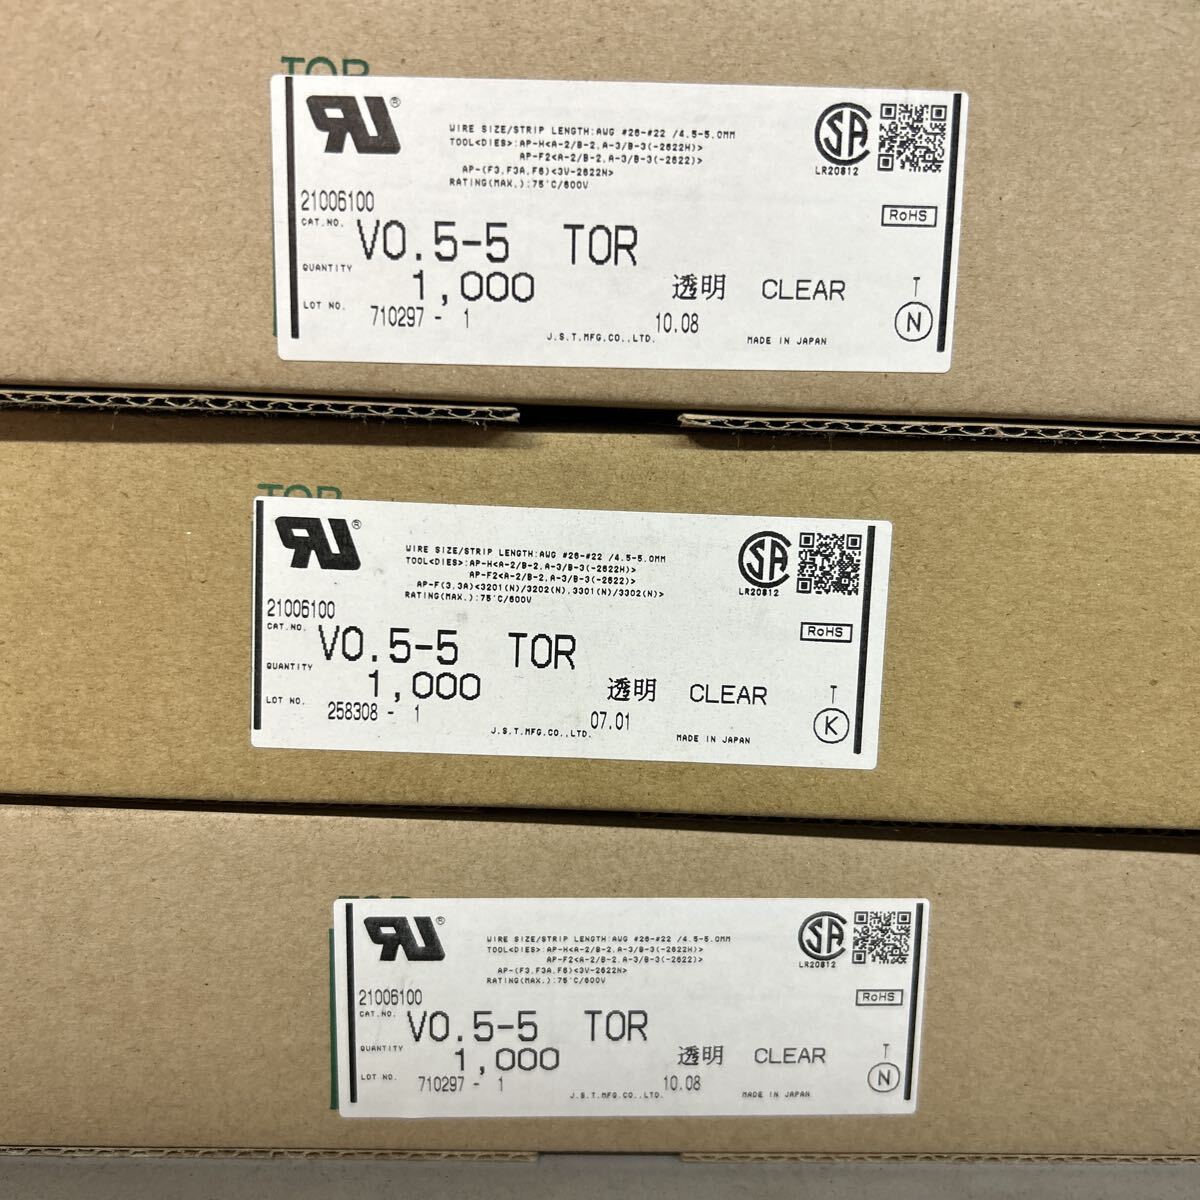 TOR
RU®
WIRE SIZE/STRIP LENGTH:AWG #26-#22 /4.5-5.0MM
TOOL<DIES>:AP-H<A-2/B-2,A-3/B-3(-2622H)>
AP-F2<A-2/B-2,A-3/B-3(-2622)>
AP-(F3,F3A,F6)<3V-2622N>
RATING(MAX.):75°C/600V
SA
LR20812
RoHS
21006100
CAT.NO. V0.5-5 TOR
QUANTITY 1,000 透明 CLEAR T
LOT NO. 710297 - 1 10.08 N
J.S.T.MFG.CO.,LTD. MADE IN JAPAN
TOR
RU®
WIRE SIZE/STRIP LENGTH:AWG #26-#22 /4.5-5.0MM
TOOL<DIES>:AP-H<A-2/B-2,A-3/B-3(-2622H)>
AP-F2<A-2/B-2,A-3/B-3(-2622)>
AP-F(3,3A)<3201(N)/3202(N),3301(N)/3302(N)>
RATING(MAX.):75°C/600V
SA
LR20812
RoHS
21006100
CAT.NO. V0.5-5 TOR
QUANTITY 1,000 透明 CLEAR T
LOT NO. 258308 - 1 07.01 K
J.S.T.MFG.CO.,LTD. MADE IN JAPAN
RU®
WIRE SIZE/STRIP LENGTH:AWG #26-#22 /4.5-5.0MM
TOOL<DIES>:AP-H<A-2/B-2,A-3/B-3(-2622H)>
AP-F2<A-2/B-2,A-3/B-3(-2622)>
AP-(F3,F3A,F6)<3V-2622N>
RATING(MAX.):75°C/600V
SA
LR20812
RoHS
21006100
CAT.NO. V0.5-5 TOR
QUANTITY 1,000 透明 CLEAR T
LOT NO. 710297 - 1 10.08 N
J.S.T.MFG.CO.,LTD. MADE IN JAPAN